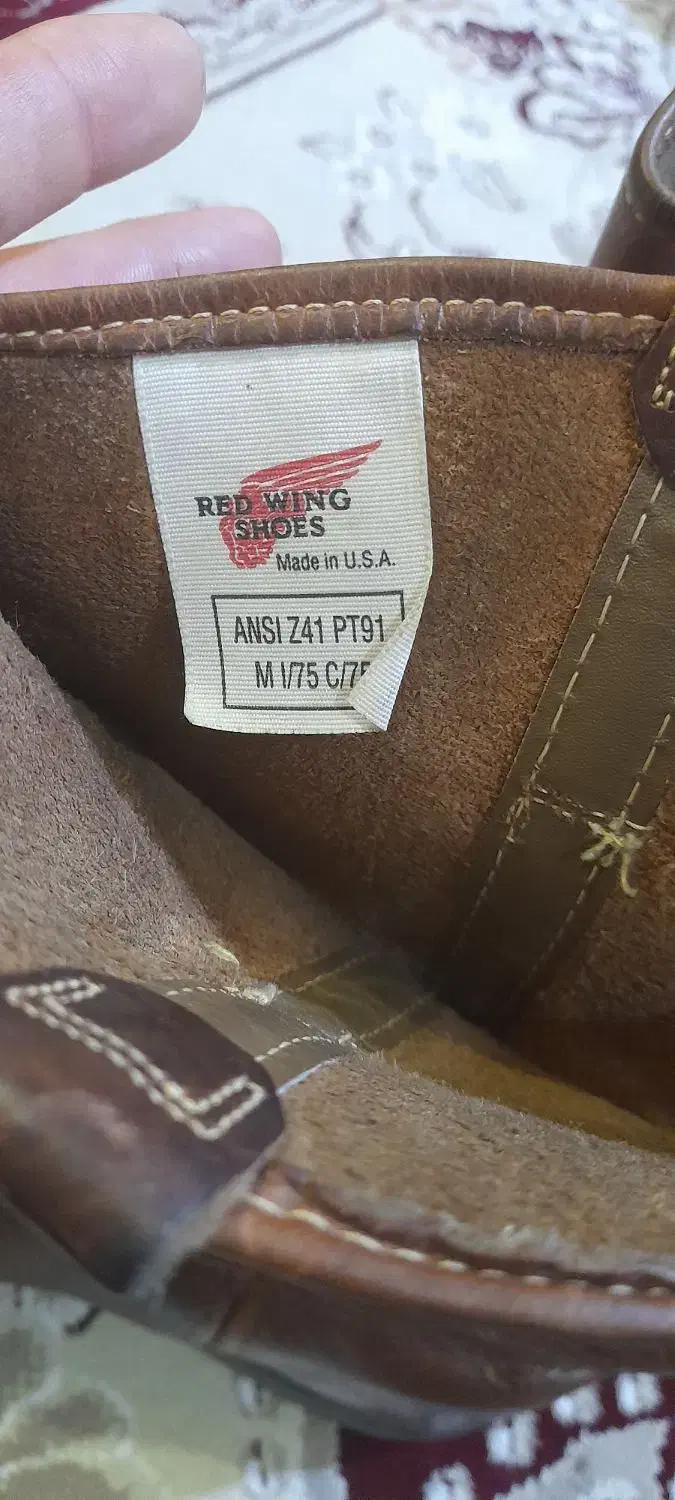 RED WING
SHOES
Made in U.S.A.
ANSI Z41 PT91
M I/75 C/75